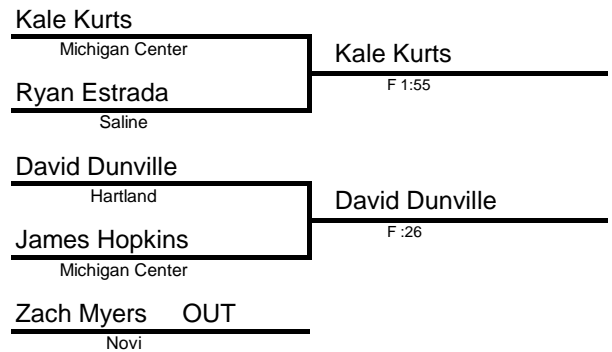 Kale Kurts
Michigan Center
Kale Kurts
F 1:55
Ryan Estrada
Saline
David Dunville
Hartland
David Dunville
F :26
James Hopkins
Michigan Center
Zach Myers OUT
Novi